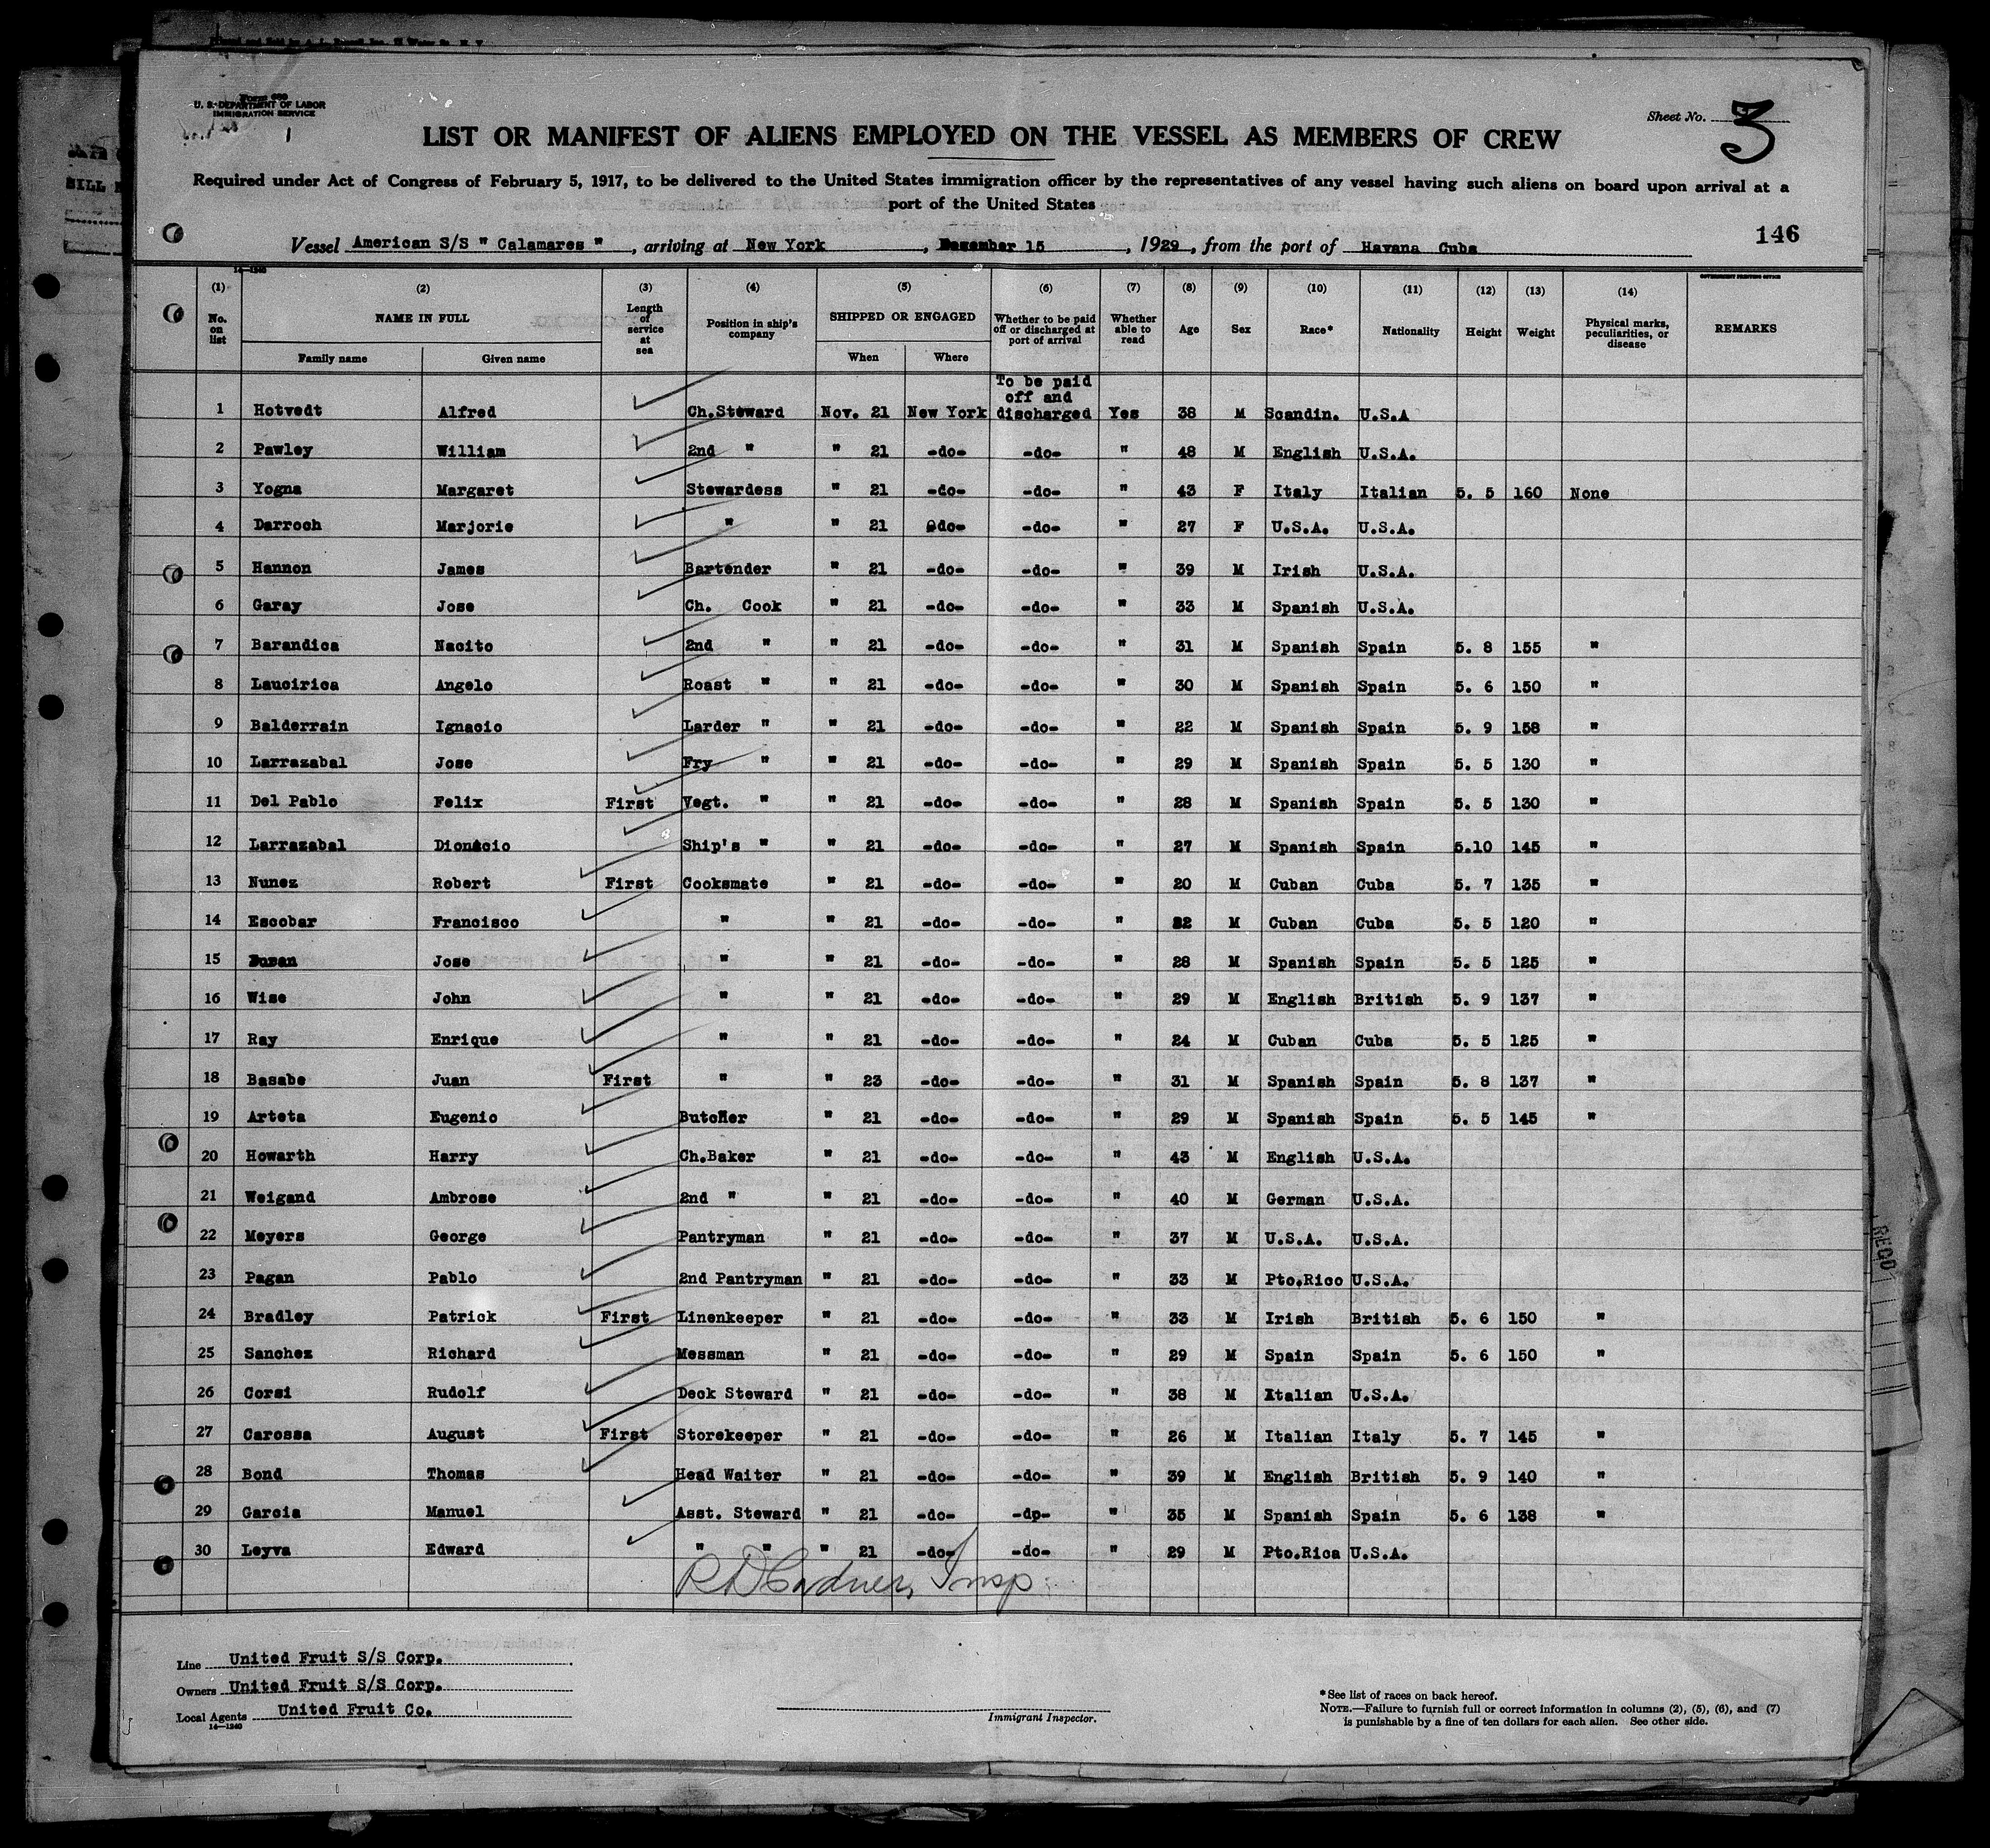 Form 689
U. S. DEPARTMENT OF LABOR
IMMIGRATION SERVICE
1
Sheet No. 3
LIST OR MANIFEST OF ALIENS EMPLOYED ON THE VESSEL AS MEMBERS OF CREW
Required under Act of Congress of February 5, 1917, to be delivered to the United States immigration officer by the representatives of any vessel having such aliens on board upon arrival at a
port of the United States
146
Vessel American S/S " Calamares " , arriving at New York , December 15 , 1929 , from the port of Havana Cuba
14—1240
GOVERNMENT PRINTING OFFICE
(1) (2) (3) (4) (5) (6) (7) (8) (9) (10) (11) (12) (13) (14)
No. on list NAME IN FULL Length of service at sea Position in ship's company SHIPPED OR ENGAGED Whether to be paid off or discharged at port of arrival Whether able to read Age Sex Race* Nationality Height Weight Physical marks, peculiarities, or disease REMARKS
Family name Given name When Where
To be paid
off and
1 Hotvedt Alfred Ch.Steward Nov. 21 New York discharged Yes 38 M Scandin. U.S.A
2 Pawley William 2nd " " 21 -do- -do- " 48 M English U.S.A.
3 Yogna Margaret Stewardess " 21 -do- -do- " 43 F Italy Italian 5. 5 160 None
4 Darroch Marjorie " " 21 -do- -do- " 27 F U.S.A. U.S.A.
5 Hannon James Bartender " 21 -do- -do- " 39 M Irish U.S.A.
6 Garay Jose Ch. Cook " 21 -do- -do- " 33 M Spanish U.S.A.
7 Barandica Nacito 2nd " " 21 -do- -do- " 31 M Spanish Spain 5. 8 155 "
8 Laucirica Angelo Roast " " 21 -do- -do- " 30 M Spanish Spain 5. 6 150 "
9 Balderrain Ignacio Larder " " 21 -do- -do- " 22 M Spanish Spain 5. 9 158 "
10 Larrazabal Jose Fry " " 21 -do- -do- " 29 M Spanish Spain 5. 5 130 "
11 Del Pablo Felix First Vegt. " " 21 -do- -do- " 28 M Spanish Spain 5. 5 130 "
12 Larrazabal Dionacio Ship's " " 21 -do- -do- " 27 M Spanish Spain 5.10 145 "
13 Nunez Robert First Cooksmate " 21 -do- -do- " 20 M Cuban Cuba 5. 7 135 "
14 Escobar Francisco " " 21 -do- -do- " 22 M Cuban Cuba 5. 5 120 "
15 Duran Jose " " 21 -do- -do- " 28 M Spanish Spain 5. 5 125 "
16 Wise John " " 21 -do- -do- " 29 M English British 5. 9 137 "
17 Ray Enrique " " 21 -do- -do- " 24 M Cuban Cuba 5. 5 125 "
18 Basabe Juan First " " 23 -do- -do- " 31 M Spanish Spain 5. 8 137 "
19 Arteta Eugenio Butcher " 21 -do- -do- " 29 M Spanish Spain 5. 5 145 "
20 Howarth Harry Ch.Baker " 21 -do- -do- " 43 M English U.S.A.
21 Weigand Ambrose 2nd " " 21 -do- -do- " 40 M German U.S.A.
22 Meyers George Pantryman " 21 -do- -do- " 37 M U.S.A. U.S.A.
23 Pagan Pablo 2nd Pantryman " 21 -do- -do- " 33 M Pto.Rico U.S.A.
24 Bradley Patrick First Linenkeeper " 21 -do- -do- " 33 M Irish British 5. 6 150 "
25 Sanchez Richard Messman " 21 -do- -do- " 29 M Spain Spain 5. 6 150 "
26 Corsi Rudolf Deck Steward " 21 -do- -do- " 38 M Italian U.S.A.
27 Carossa August First Storekeeper " 21 -do- -do- " 26 M Italian Italy 5. 7 145 "
28 Bond Thomas Head Waiter " 21 -do- -do- " 39 M English British 5. 9 140 "
29 Garcia Manuel Asst. Steward " 21 -do- -dp- " 35 M Spanish Spain 5. 6 138 "
30 Leyva Edward " " " 21 -do- -do- " 29 M Pto.Rica U.S.A.
Insp.
Line United Fruit S/S Corp.
Owners United Fruit S/S Corp.
Local Agents United Fruit Co.
14—1240
Immigrant Inspector.
*See list of races on back hereof.
NOTE.—Failure to furnish full or correct information in columns (2), (5), (6), and (7)
is punishable by a fine of ten dollars for each alien. See other side.